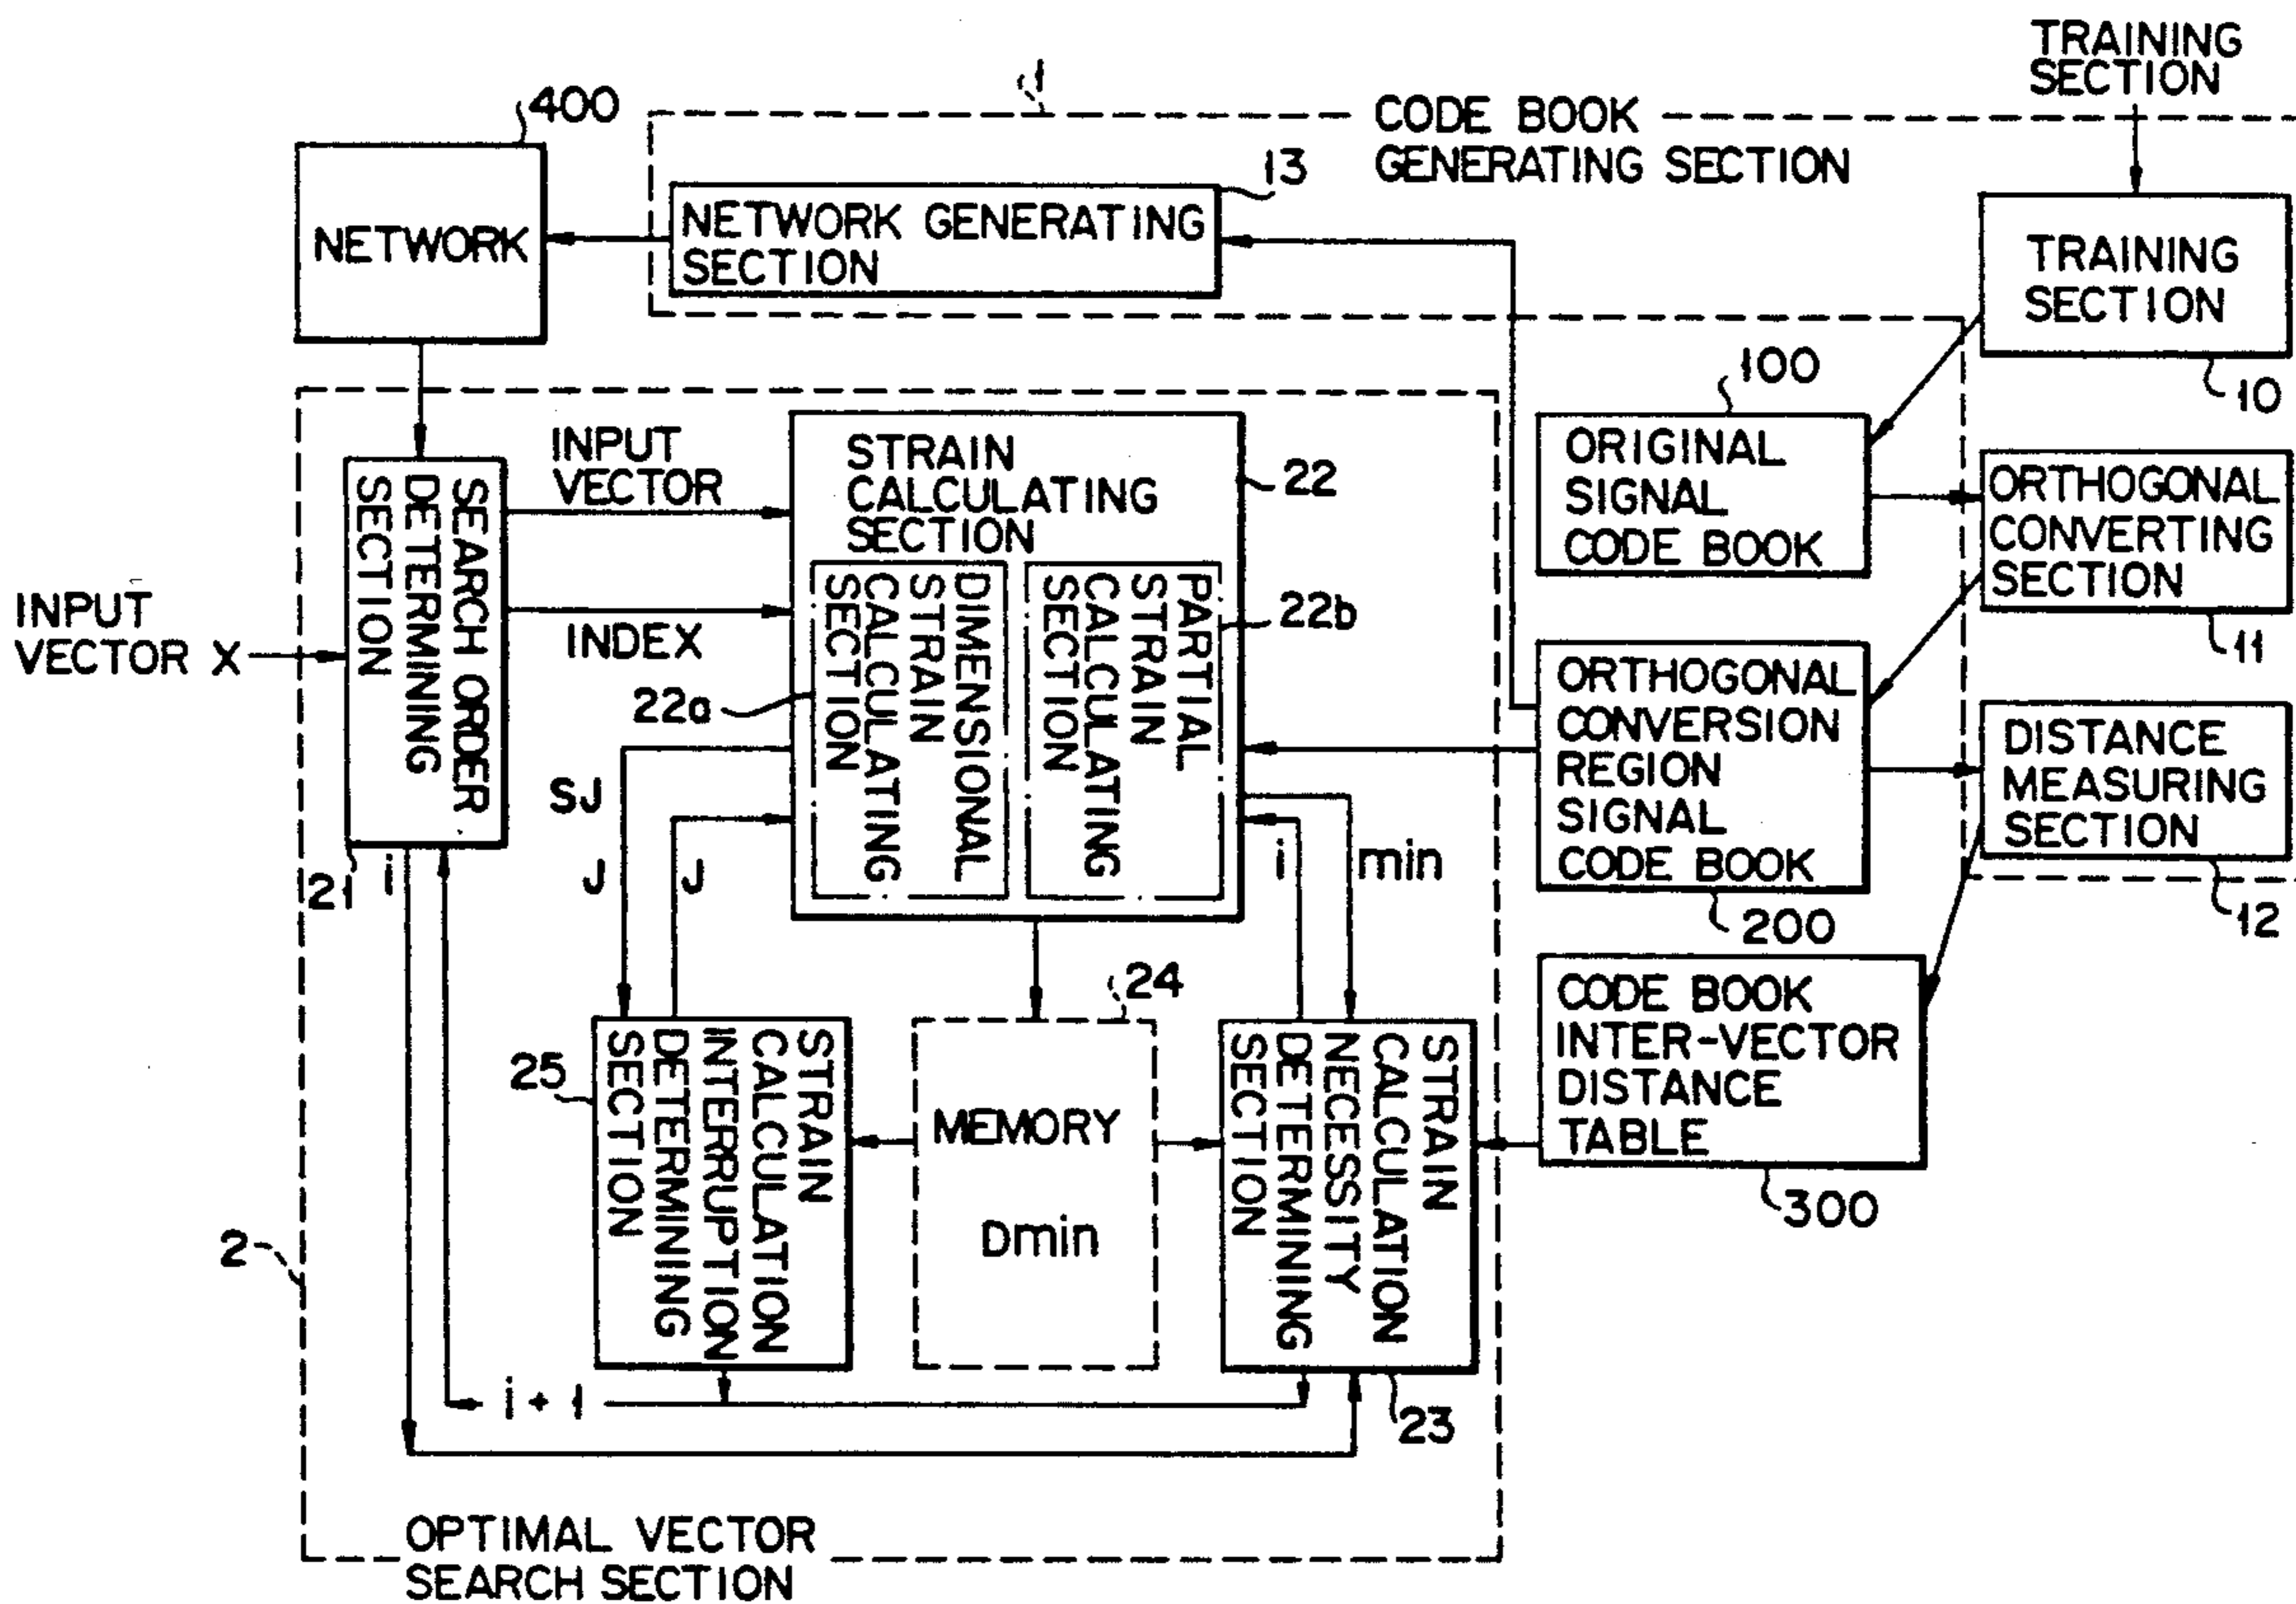 TRAINING
SECTION
400
1
CODE BOOK
GENERATING SECTION
13
NETWORK
NETWORK GENERATING
SECTION
TRAINING
SECTION
10
100
ORIGINAL
SIGNAL
CODE BOOK
ORTHOGONAL
CONVERTING
SECTION
11
INPUT
VECTOR X
SEARCH ORDER
DETERMINING
SECTION
21
INPUT
VECTOR
INDEX
STRAIN
CALCULATING
SECTION
22
DIMENSIONAL
STRAIN
CALCULATING
SECTION
22a
PARTIAL
STRAIN
CALCULATING
SECTION
22b
ORTHOGONAL
CONVERSION
REGION
SIGNAL
CODE BOOK
200
DISTANCE
MEASURING
SECTION
12
SJ
J
J
i
i
min
24
25
STRAIN
CALCULATION
INTERRUPTION
DETERMINING
SECTION
MEMORY
Dmin
STRAIN
CALCULATION
NECESSITY
DETERMINING
SECTION
23
CODE BOOK
INTER-VECTOR
DISTANCE
TABLE
300
i + 1
2
OPTIMAL VECTOR
SEARCH SECTION